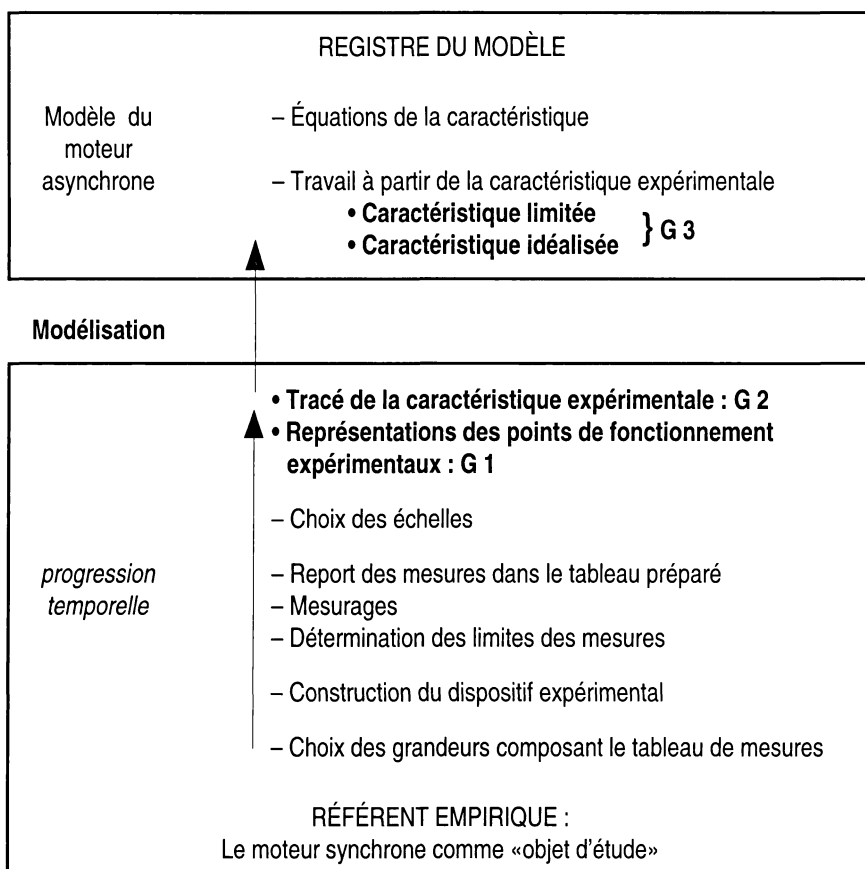 REGISTRE DU MODÈLE
Modèle du
moteur
asynchrone
– Équations de la caractéristique
– Travail à partir de la caractéristique expérimentale
• Caractéristique limitée
• Caractéristique idéalisée
} G 3
Modélisation
• Tracé de la caractéristique expérimentale : G 2
• Représentations des points de fonctionnement
expérimentaux : G 1
– Choix des échelles
progression
temporelle
– Report des mesures dans le tableau préparé
– Mesurages
– Détermination des limites des mesures
– Construction du dispositif expérimental
– Choix des grandeurs composant le tableau de mesures
RÉFÉRENT EMPIRIQUE :
Le moteur synchrone comme «objet d'étude»